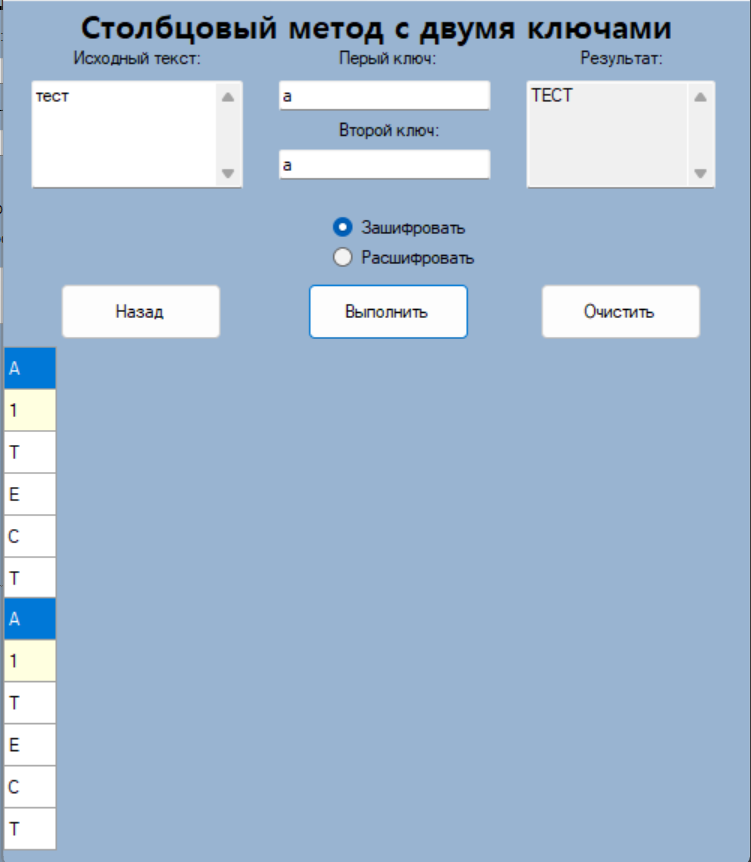 Столбцовый метод с двумя ключами
Исходный текст:
Перый ключ:
Результат:
тест
а
ТЕСТ
Второй ключ:
а
Зашифровать
Расшифровать
Назад
Выполнить
Очистить
А
1
Т
Е
С
Т
А
1
Т
Е
С
Т